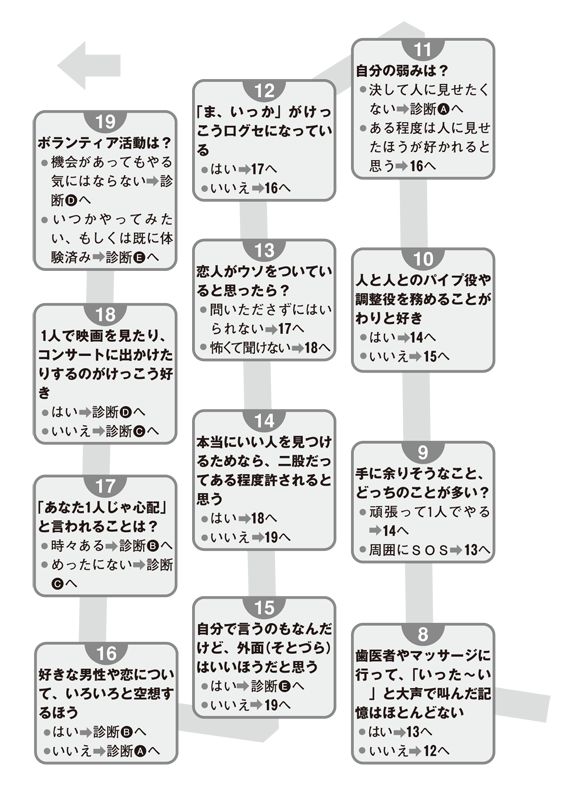 8
歯医者やマッサージに
行って、「いった～い
」と大声で叫んだ記
憶はほとんどない
●はい➡13へ
●いいえ➡12へ
9
手に余りそうなこと、
どっちのことが多い？
●頑張って1人でやる
➡14へ
●周囲にＳＯＳ➡13へ
10
人と人とのパイプ役や
調整役を務めることが
わりと好き
●はい➡14へ
●いいえ➡15へ
11
自分の弱みは？
●決して人に見せたく
ない➡診断Ⓐへ
●ある程度は人に見せ
たほうが好かれると
思う➡16へ
12
「ま、いっか」がけっ
こう口グセになってい
る
●はい➡17へ
●いいえ➡16へ
13
恋人がウソをついてい
ると思ったら？
●問いたださずにはい
られない➡17へ
●怖くて聞けない➡18へ
14
本当にいい人を見つけ
るためなら、二股だっ
てある程度許されると
思う
●はい➡18へ
●いいえ➡19へ
15
自分で言うのもなんだ
けど、外面（そとづら）
はいいほうだと思う
●はい➡診断Ⓔへ
●いいえ➡19へ
16
好きな男性や恋につい
て、いろいろと空想す
るほう
●はい➡診断Ⓑへ
●いいえ➡診断Ⓐへ
17
「あなた1人じゃ心配」
と言われることは？
●時々ある➡診断Ⓑへ
●めったにない➡診断
Ⓒへ
18
1人で映画を見たり、
コンサートに出かけた
りするのがけっこう好
き
●はい➡診断Ⓓへ
●いいえ➡診断Ⓒへ
19
ボランティア活動は？
●機会があってもやる
気にはならない➡診
断Ⓓへ
●いつかやってみた
い、もしくは既に体
験済み➡診断Ⓔへ